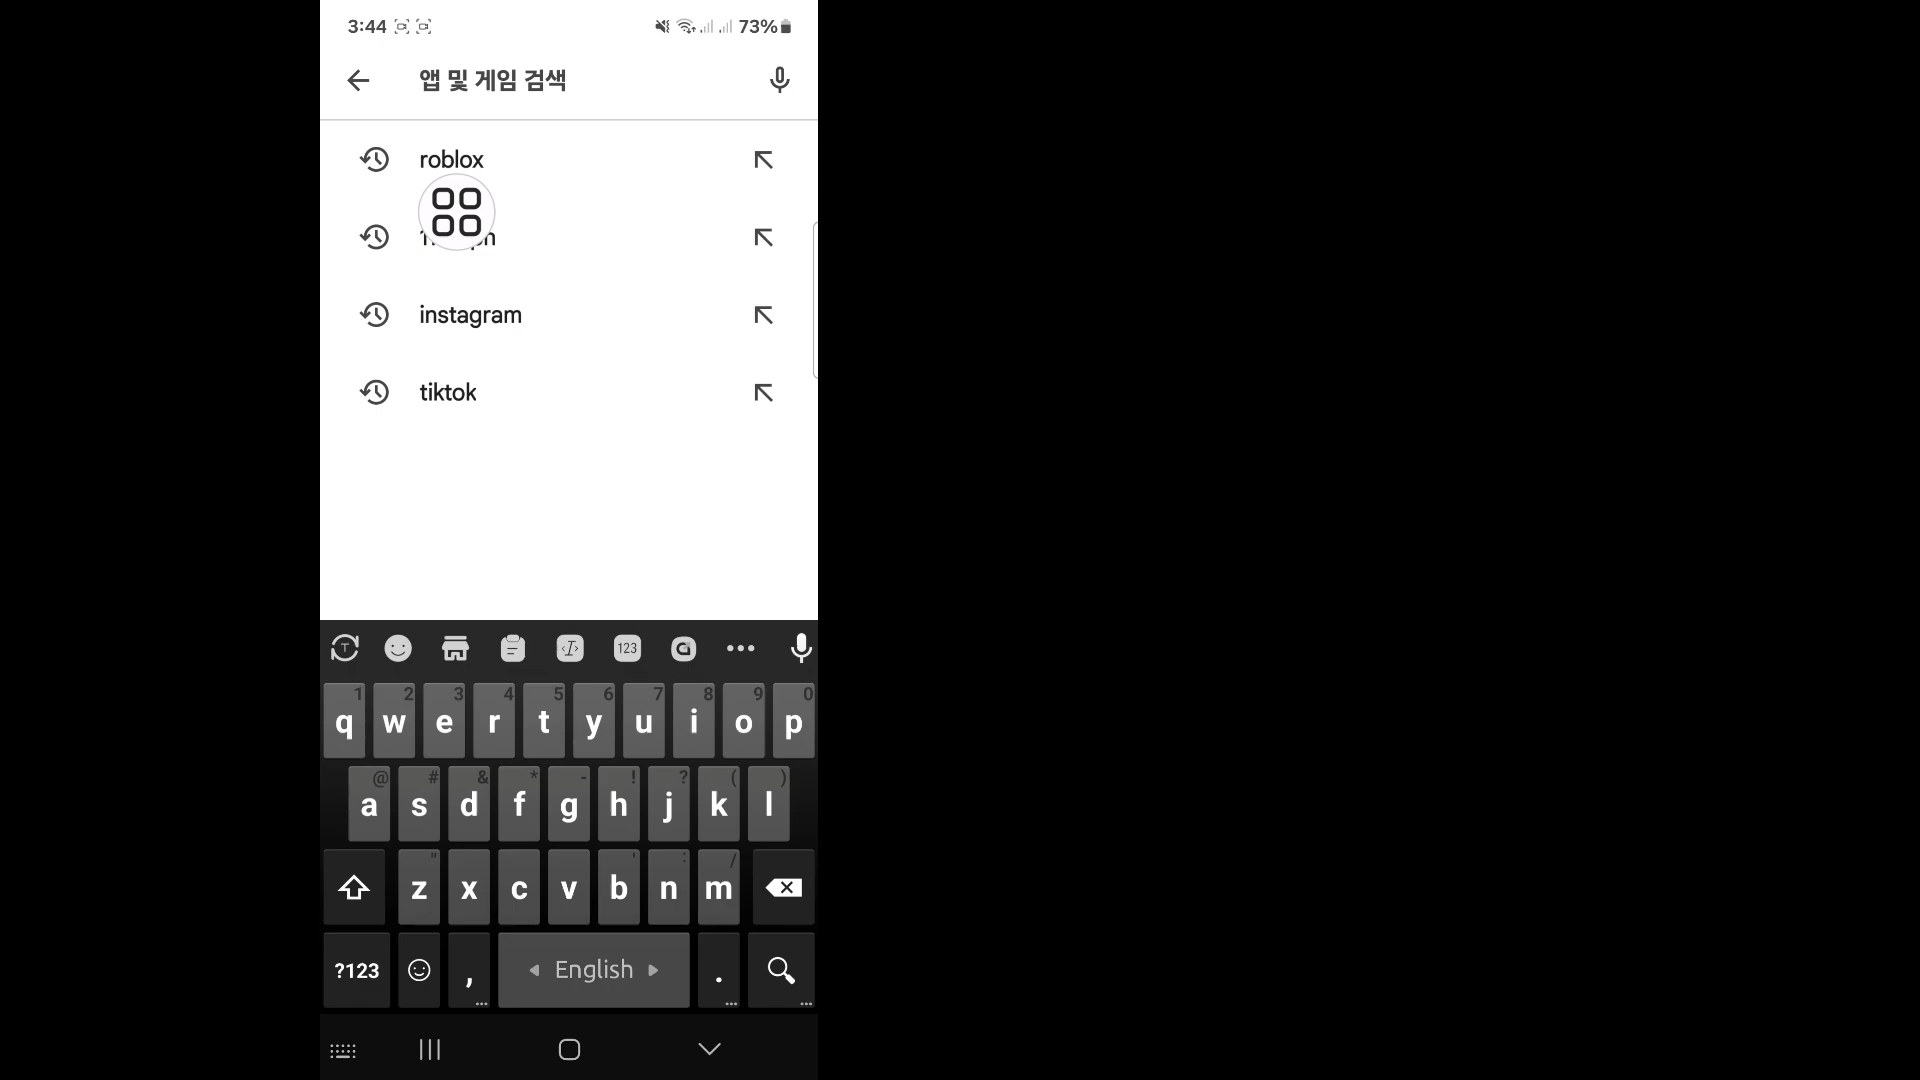 3:44
73%
앱 및 게임 검색
roblox
instagram
tiktok
123
1 2 3 4 5 6 7 8 9 0
q w e r t y u i o p
@ # & * - ! ? ( )
a s d f g h j k l
" ' : /
z x c v b n m
?123 , English .